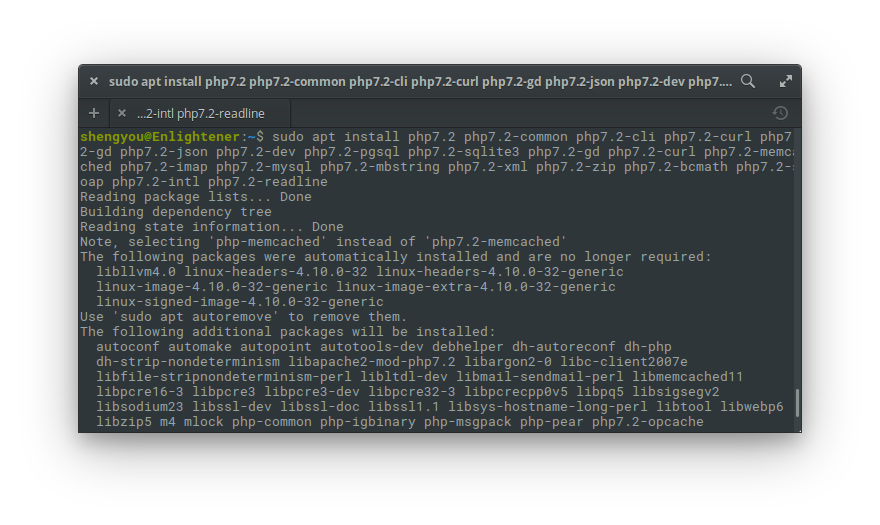 sudo apt install php7.2 php7.2-common php7.2-cli php7.2-curl php7.2-gd php7.2-json php7.2-dev php7....
...2-intl php7.2-readline
shengyou@Enlightener:~$ sudo apt install php7.2 php7.2-common php7.2-cli php7.2-curl php7
2-gd php7.2-json php7.2-dev php7.2-pgsql php7.2-sqlite3 php7.2-gd php7.2-curl php7.2-memca
ched php7.2-imap php7.2-mysql php7.2-mbstring php7.2-xml php7.2-zip php7.2-bcmath php7.2-s
oap php7.2-intl php7.2-readline
Reading package lists... Done
Building dependency tree
Reading state information... Done
Note, selecting 'php-memcached' instead of 'php7.2-memcached'
The following packages were automatically installed and are no longer required:
libllvm4.0 linux-headers-4.10.0-32 linux-headers-4.10.0-32-generic
linux-image-4.10.0-32-generic linux-image-extra-4.10.0-32-generic
linux-signed-image-4.10.0-32-generic
Use 'sudo apt autoremove' to remove them.
The following additional packages will be installed:
autoconf automake autopoint autotools-dev debhelper dh-autoreconf dh-php
dh-strip-nondeterminism libapache2-mod-php7.2 libargon2-0 libc-client2007e
libfile-stripnondeterminism-perl libltdl-dev libmail-sendmail-perl libmemcached11
libpcre16-3 libpcre3 libpcre3-dev libpcre32-3 libpcrecpp0v5 libpq5 libsigsegv2
libsodium23 libssl-dev libssl-doc libssl1.1 libsys-hostname-long-perl libtool libwebp6
libzip5 m4 mlock php-common php-igbinary php-msgpack php-pear php7.2-opcache